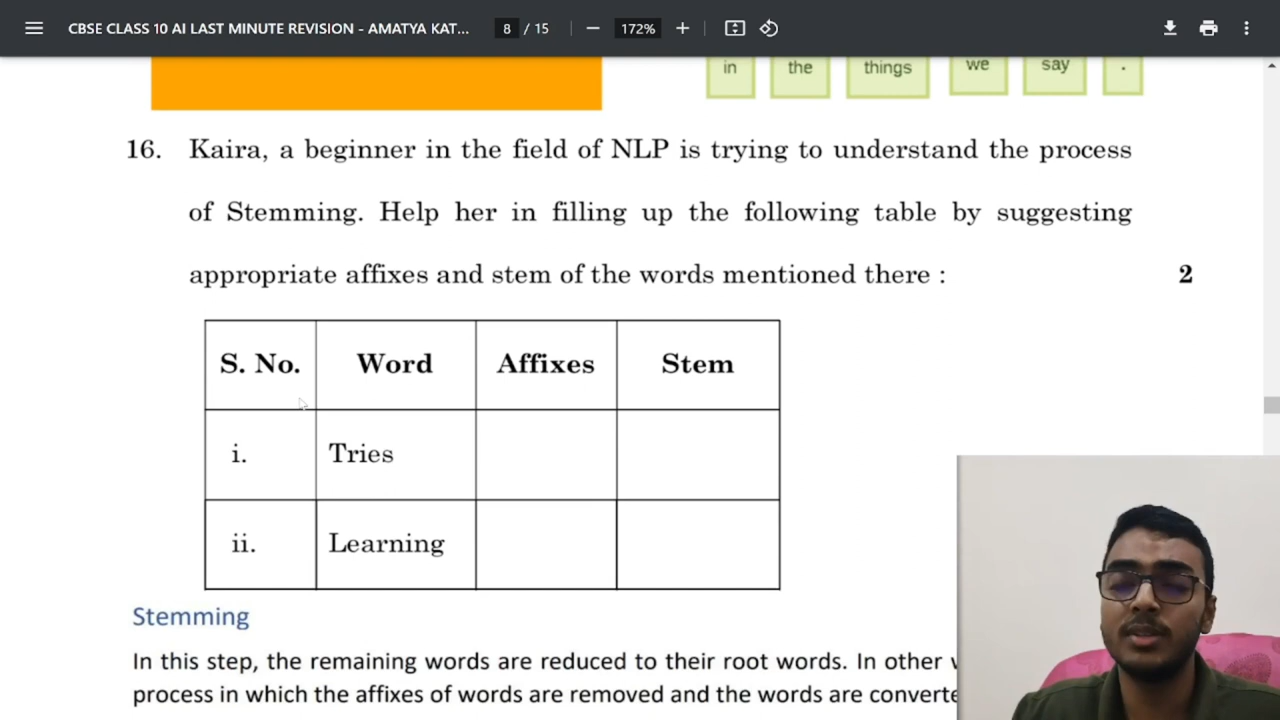 CBSE CLASS 10 AI LAST MINUTE REVISION - AMATYA KAT... 8 / 15 172%
in the things we say .
16. Kaira, a beginner in the field of NLP is trying to understand the process
of Stemming. Help her in filling up the following table by suggesting
appropriate affixes and stem of the words mentioned there : 2
S. No. Word Affixes Stem
i. Tries
ii. Learning
Stemming
In this step, the remaining words are reduced to their root words. In other
process in which the affixes of words are removed and the words are